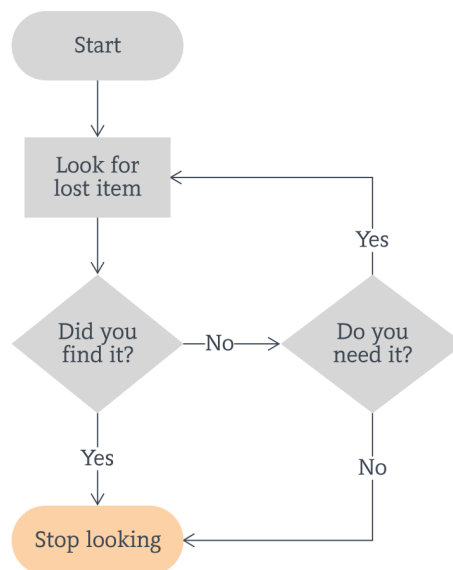 Start
Look for
lost item
Yes
Did you
find it?
No
Do you
need it?
Yes
No
Stop looking